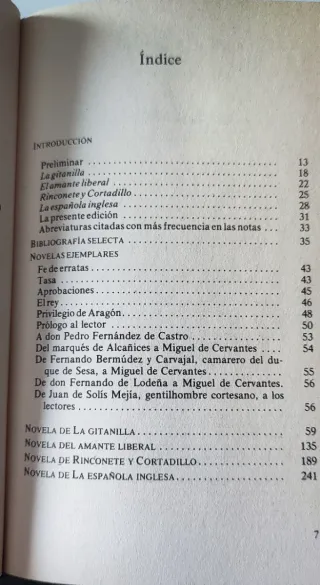 Índice
INTRODUCCIÓN
Preliminar ........ 13
La gitanilla ........ 18
El amante liberal ........ 22
Rinconete y Cortadillo ........ 25
La española inglesa ........ 28
La presente edición ........ 31
Abreviaturas citadas con más frecuencia en las notas ... 33
BIBLIOGRAFÍA SELECTA ........ 35
NOVELAS EJEMPLARES
Fe de erratas ........ 43
Tasa ........ 43
Aprobaciones ........ 45
El rey ........ 46
Privilegio de Aragón ........ 48
Prólogo al lector ........ 50
A don Pedro Fernández de Castro ........ 53
Del marqués de Alcañices a Miguel de Cervantes .... 54
De Fernando Bermúdez y Carvajal, camarero del du-
que de Sesa, a Miguel de Cervantes ........ 55
De don Fernando de Lodeña a Miguel de Cervantes. 56
De Juan de Solís Mejía, gentilhombre cortesano, a los
lectores ........ 56
NOVELA DE LA GITANILLA ........ 59
NOVELA DEL AMANTE LIBERAL ........ 135
NOVELA DE RINCONETE Y CORTADILLO ........ 189
NOVELA DE LA ESPAÑOLA INGLESA ........ 241
7